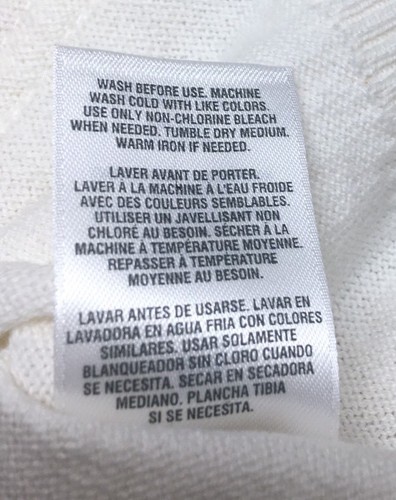 WASH BEFORE USE. MACHINE
WASH COLD WITH LIKE COLORS.
USE ONLY NON-CHLORINE BLEACH
WHEN NEEDED. TUMBLE DRY MEDIUM.
WARM IRON IF NEEDED.
LAVER AVANT DE PORTER.
LAVER À LA MACHINE À L'EAU FROIDE
AVEC DES COULEURS SEMBLABLES.
UTILISER UN JAVELLISANT NON
CHLORÉ AU BESOIN. SÉCHER À LA
MACHINE À TEMPÉRATURE MOYENNE.
REPASSER À TEMPÉRATURE
MOYENNE AU BESOIN.
LAVAR ANTES DE USARSE. LAVAR EN
LAVADORA EN AGUA FRIA CON COLORES
SIMILARES. USAR SOLAMENTE
BLANQUEADOR SIN CLORO CUANDO
SE NECESITA. SECAR EN SECADORA
MEDIANO. PLANCHA TIBIA
SI SE NECESITA.